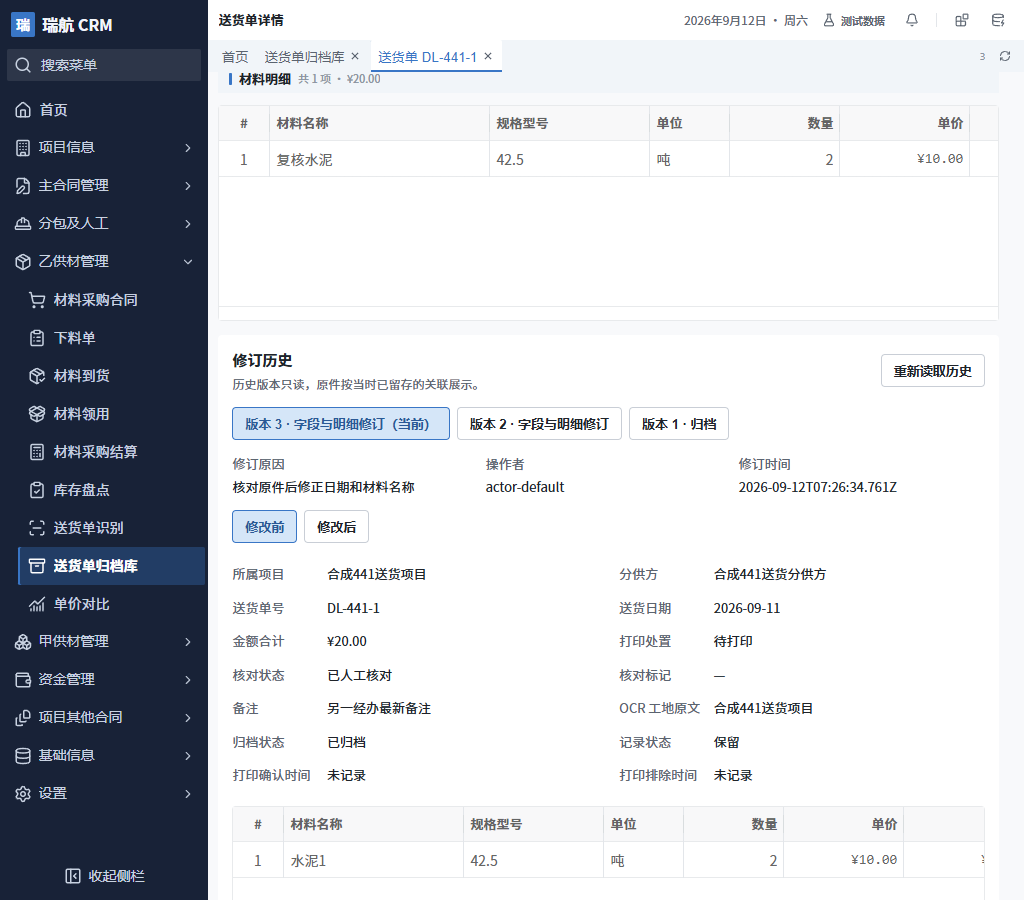 瑞 瑞航 CRM
搜索菜单
首页
项目信息
主合同管理
分包及人工
乙供材管理
材料采购合同
下料单
材料到货
材料领用
材料采购结算
库存盘点
送货单识别
送货单归档库
单价对比
甲供材管理
资金管理
项目其他合同
基础信息
设置
收起侧栏
送货单详情
2026年9月12日 · 周六 测试数据
首页 送货单归档库 × 送货单 DL-441-1 × 3
材料明细 共 1 项 · ¥20.00
# 材料名称 规格型号 单位 数量 单价
1 复核水泥 42.5 吨 2 ¥10.00
修订历史
历史版本只读，原件按当时已留存的关联展示。
重新读取历史
版本 3 · 字段与明细修订（当前） 版本 2 · 字段与明细修订 版本 1 · 归档
修订原因 操作者 修订时间
核对原件后修正日期和材料名称 actor-default 2026-09-12T07:26:34.761Z
修改前 修改后
所属项目 合成441送货项目 分供方 合成441送货分供方
送货单号 DL-441-1 送货日期 2026-09-11
金额合计 ¥20.00 打印处置 待打印
核对状态 已人工核对 核对标记 —
备注 另一经办最新备注 OCR 工地原文 合成441送货项目
归档状态 已归档 记录状态 保留
打印确认时间 未记录 打印排除时间 未记录
# 材料名称 规格型号 单位 数量 单价
1 水泥1 42.5 吨 2 ¥10.00